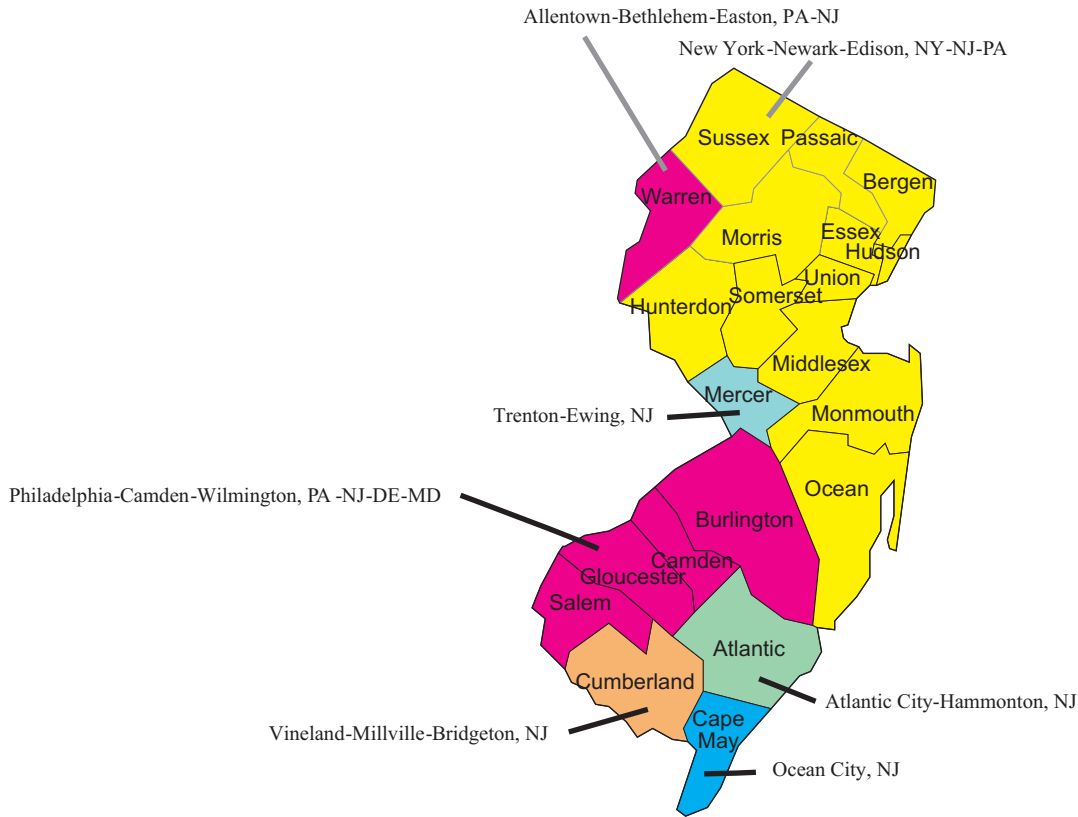 Allentown-Bethlehem-Easton, PA-NJ
New York-Newark-Edison, NY-NJ-PA
Sussex
Passaic
Bergen
Warren
Essex
Morris
Hudson
Union
Somerset
Hunterdon
Middlesex
Mercer
Trenton-Ewing, NJ
Monmouth
Ocean
Philadelphia-Camden-Wilmington, PA -NJ-DE-MD
Burlington
Camden
Gloucester
Salem
Atlantic
Cumberland
Atlantic City-Hammonton, NJ
Cape
May
Vineland-Millville-Bridgeton, NJ
Ocean City, NJ